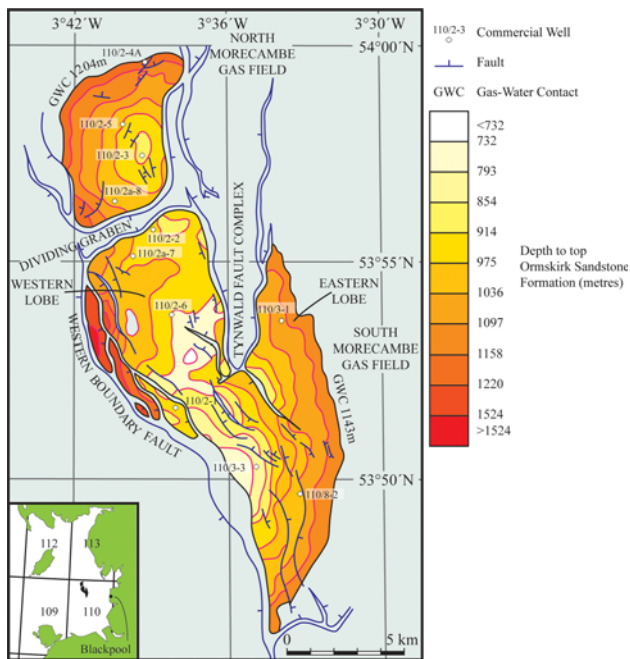 3°42'W
3°36'W
3°30'W
NORTH
MORECAMBE
GAS FIELD
54°00'N
110/2-4A
GWC 1204m
110/2-5
110/2-3
110/2a-8
DIVIDING GRABEN
110/2-2
110/2a-7
53°55'N
WESTERN
LOBE
110/2-6
TYNWALD FAULT COMPLEX
EASTERN
LOBE
110/3-1
SOUTH
MORECAMBE
GAS FIELD
WESTERN BOUNDARY FAULT
110/2-1
GWC 1143m
110/3-3
53°50'N
110/8-2
0
5 km
112
113
109
110
Blackpool
110/2-3
Commercial Well
Fault
GWC
Gas-Water Contact
<732
732
793
854
914
975
1036
1097
1158
1220
1524
>1524
Depth to top
Ormskirk Sandstone
Formation (metres)